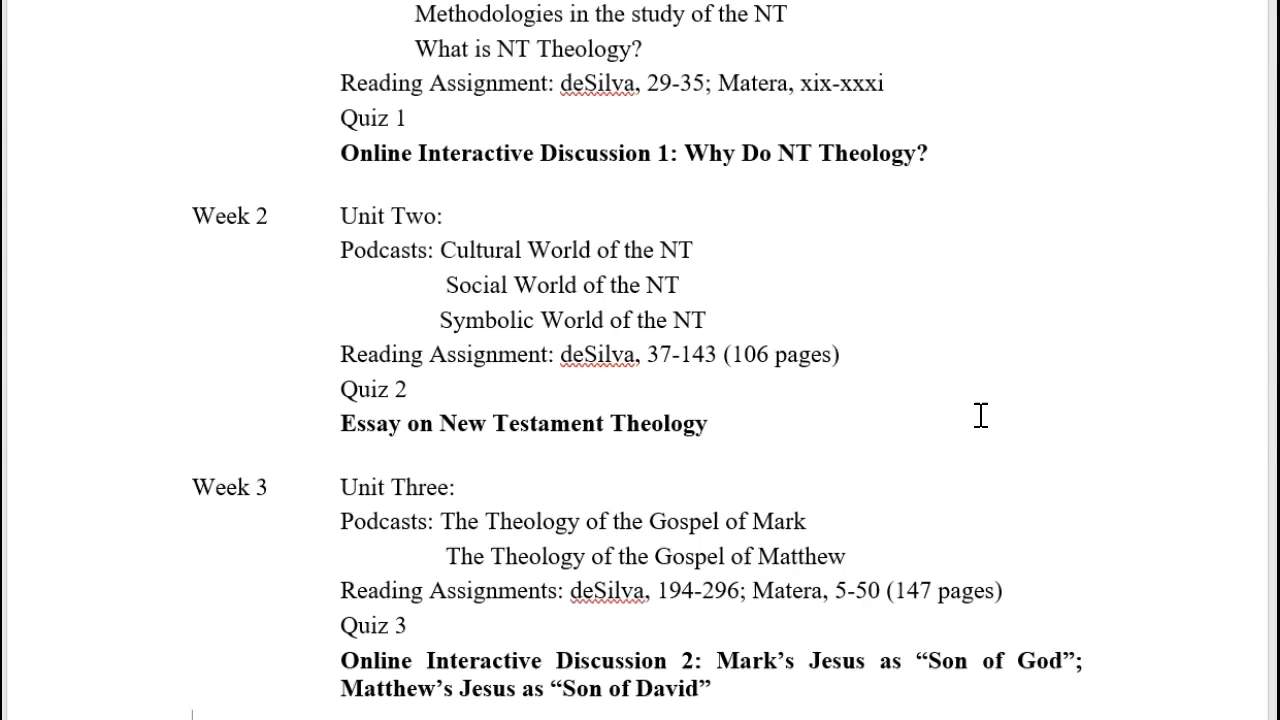 Methodologies in the study of the NT
What is NT Theology?
Reading Assignment: deSilva, 29-35; Matera, xix-xxxi
Quiz 1
Online Interactive Discussion 1: Why Do NT Theology?
Week 2 Unit Two:
Podcasts: Cultural World of the NT
Social World of the NT
Symbolic World of the NT
Reading Assignment: deSilva, 37-143 (106 pages)
Quiz 2
Essay on New Testament Theology
Week 3 Unit Three:
Podcasts: The Theology of the Gospel of Mark
The Theology of the Gospel of Matthew
Reading Assignments: deSilva, 194-296; Matera, 5-50 (147 pages)
Quiz 3
Online Interactive Discussion 2: Mark’s Jesus as “Son of God”;
Matthew’s Jesus as “Son of David”